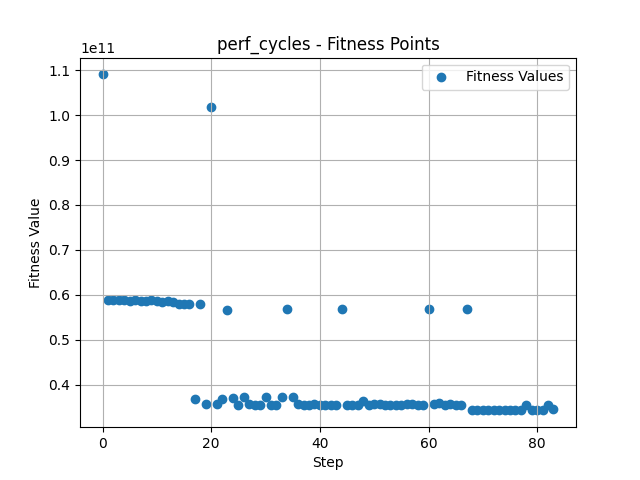 perf_cycles - Fitness Points
1e11
Fitness Values
1.1
1.0
0.9
0.8
0.7
0.6
0.5
0.4
Fitness Value
0 20 40 60 80
Step